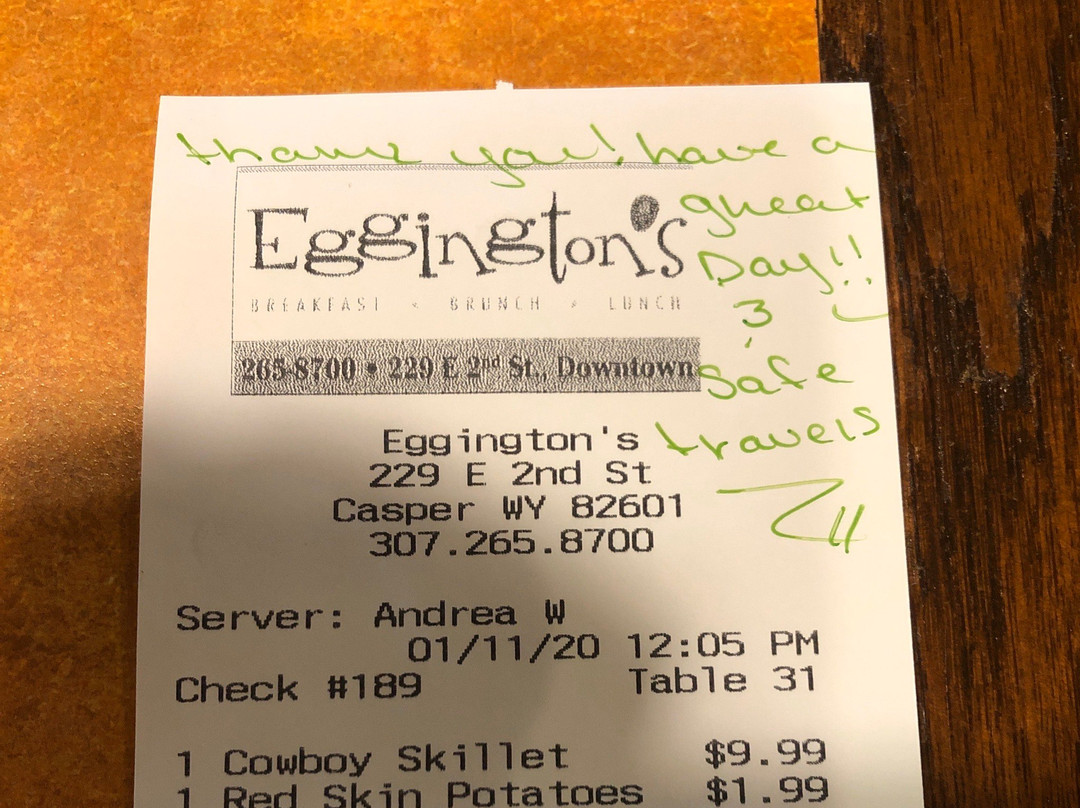 thank you! have a
great
Day!!
&
safe
travels
Eggington's
BREAKFAST • BRUNCH • LUNCH
265-8700 • 229 E 2nd St., Downtown
Eggington's
229 E 2nd St
Casper WY 82601
307.265.8700
Server: Andrea W
01/11/20 12:05 PM
Check #189 Table 31
1 Cowboy Skillet $9.99
1 Red Skin Potatoes $1.99